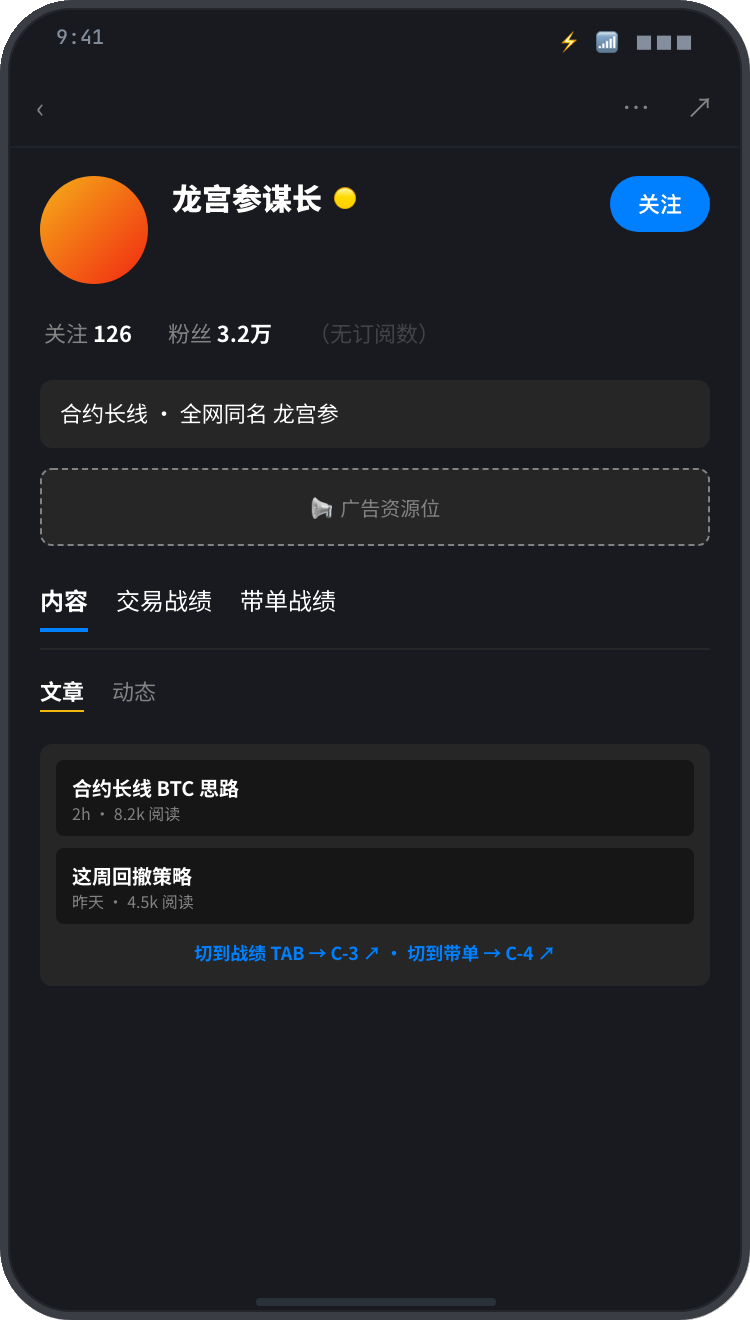 9:41
龙宫参谋长
关注
关注 126 粉丝 3.2万 （无订阅数）
合约长线 · 全网同名 龙宫参
广告资源位
内容 交易战绩 带单战绩
文章 动态
合约长线 BTC 思路
2h · 8.2k 阅读
这周回撤策略
昨天 · 4.5k 阅读
切到战绩 TAB → C-3 ↗ · 切到带单 → C-4 ↗